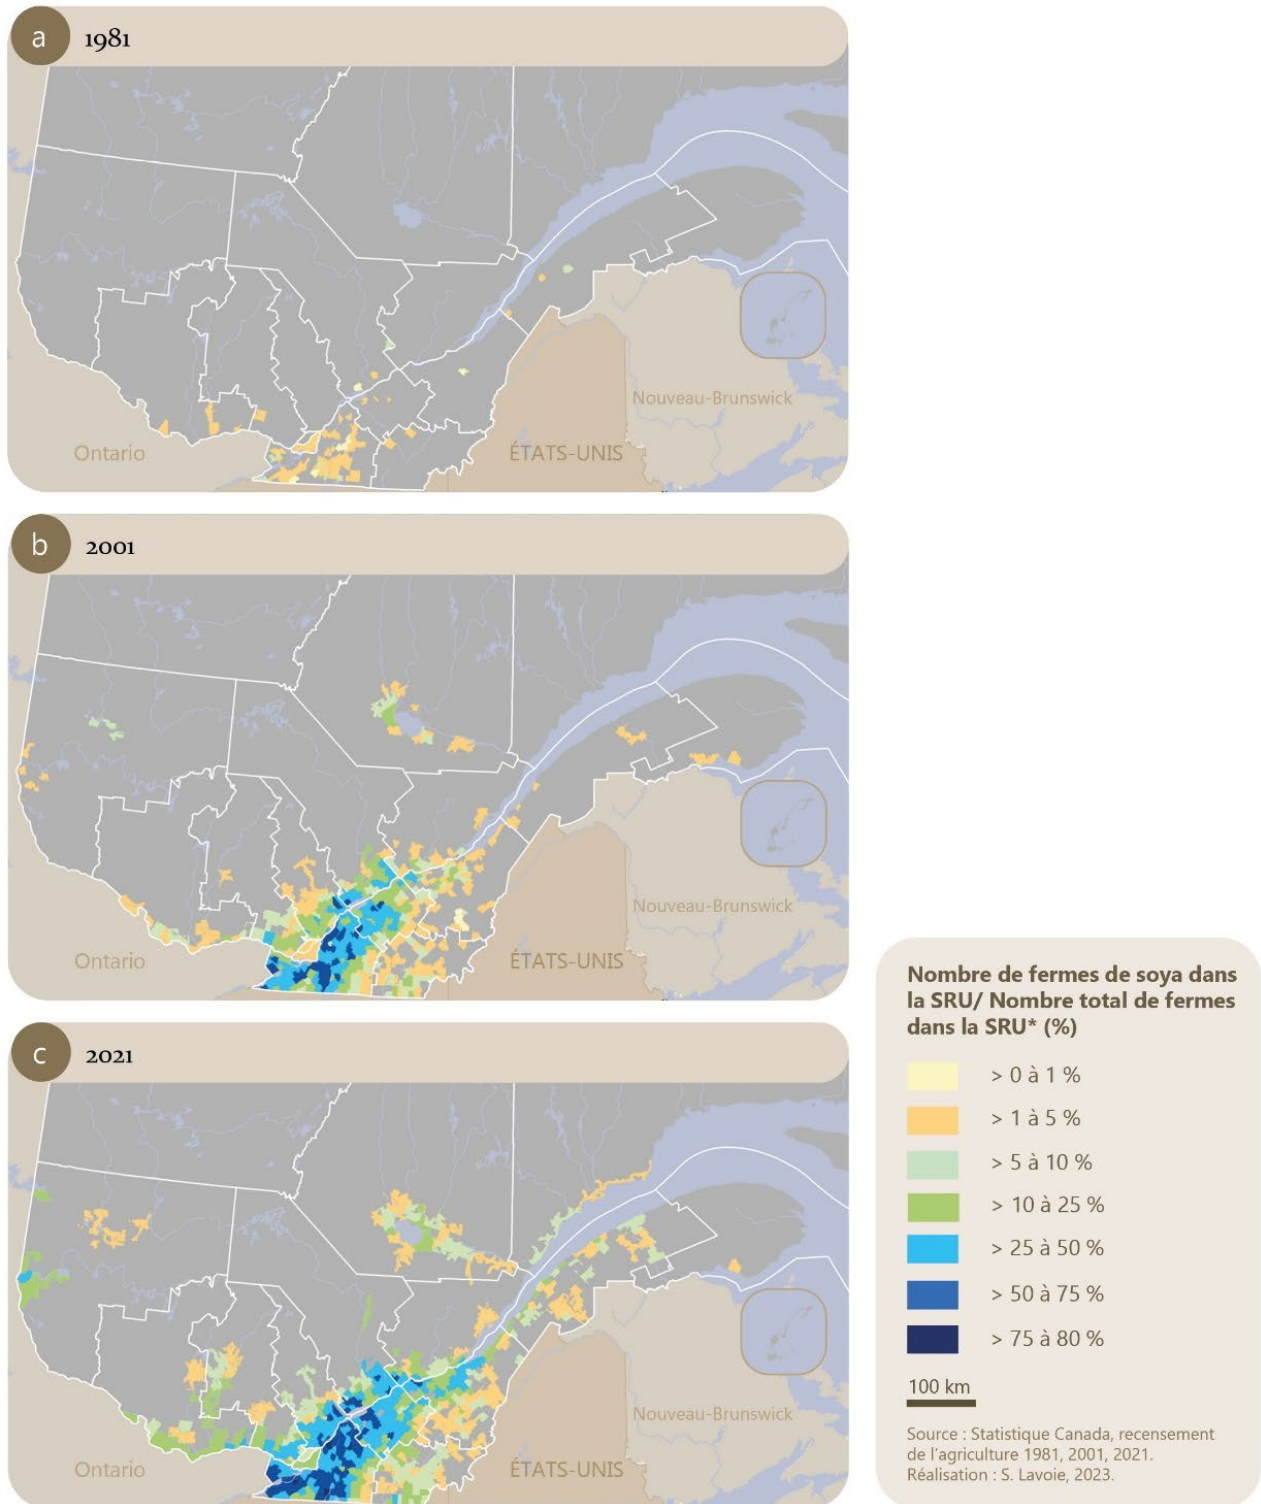 a
1981
Ontario
ÉTATS-UNIS
Nouveau-Brunswick
b
2001
Ontario
ÉTATS-UNIS
Nouveau-Brunswick
c
2021
Ontario
ÉTATS-UNIS
Nouveau-Brunswick
Nombre de fermes de soya dans
la SRU/ Nombre total de fermes
dans la SRU* (%)
> 0 à 1 %
> 1 à 5 %
> 5 à 10 %
> 10 à 25 %
> 25 à 50 %
> 50 à 75 %
> 75 à 80 %
100 km
Source : Statistique Canada, recensement
de l'agriculture 1981, 2001, 2021.
Réalisation : S. Lavoie, 2023.